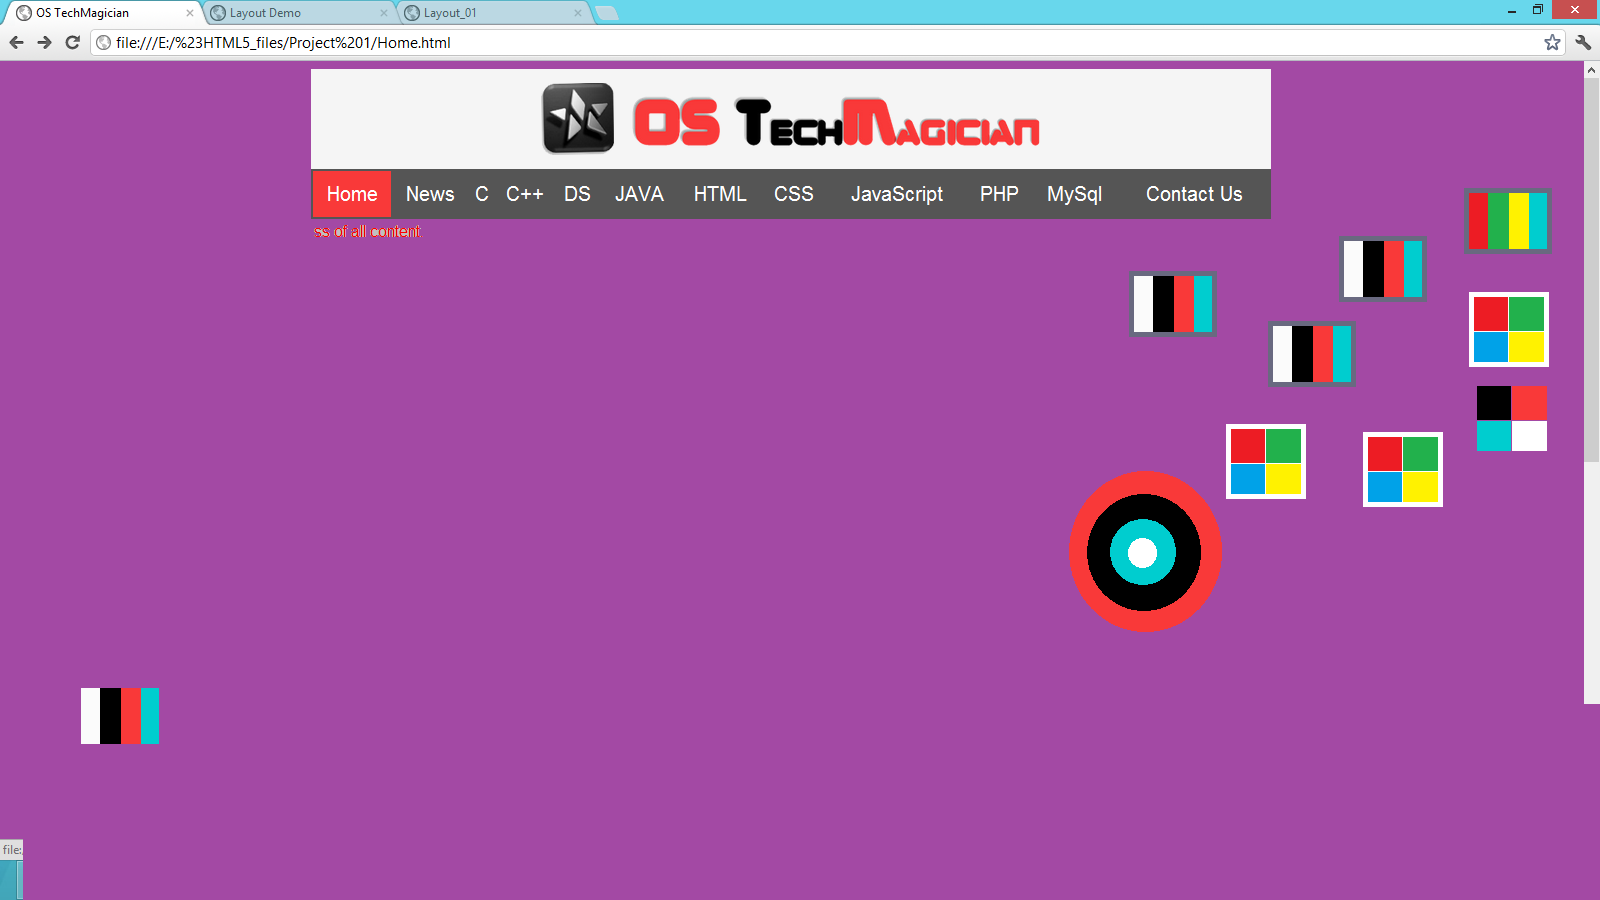 OS TechMagician
Layout Demo
Layout_01
file:///E:/%23HTML5_files/Project%201/Home.html
OS TECHMAGICIAN
Home News C C++ DS JAVA HTML CSS JavaScript PHP MySql Contact Us
ss of all content.
file: